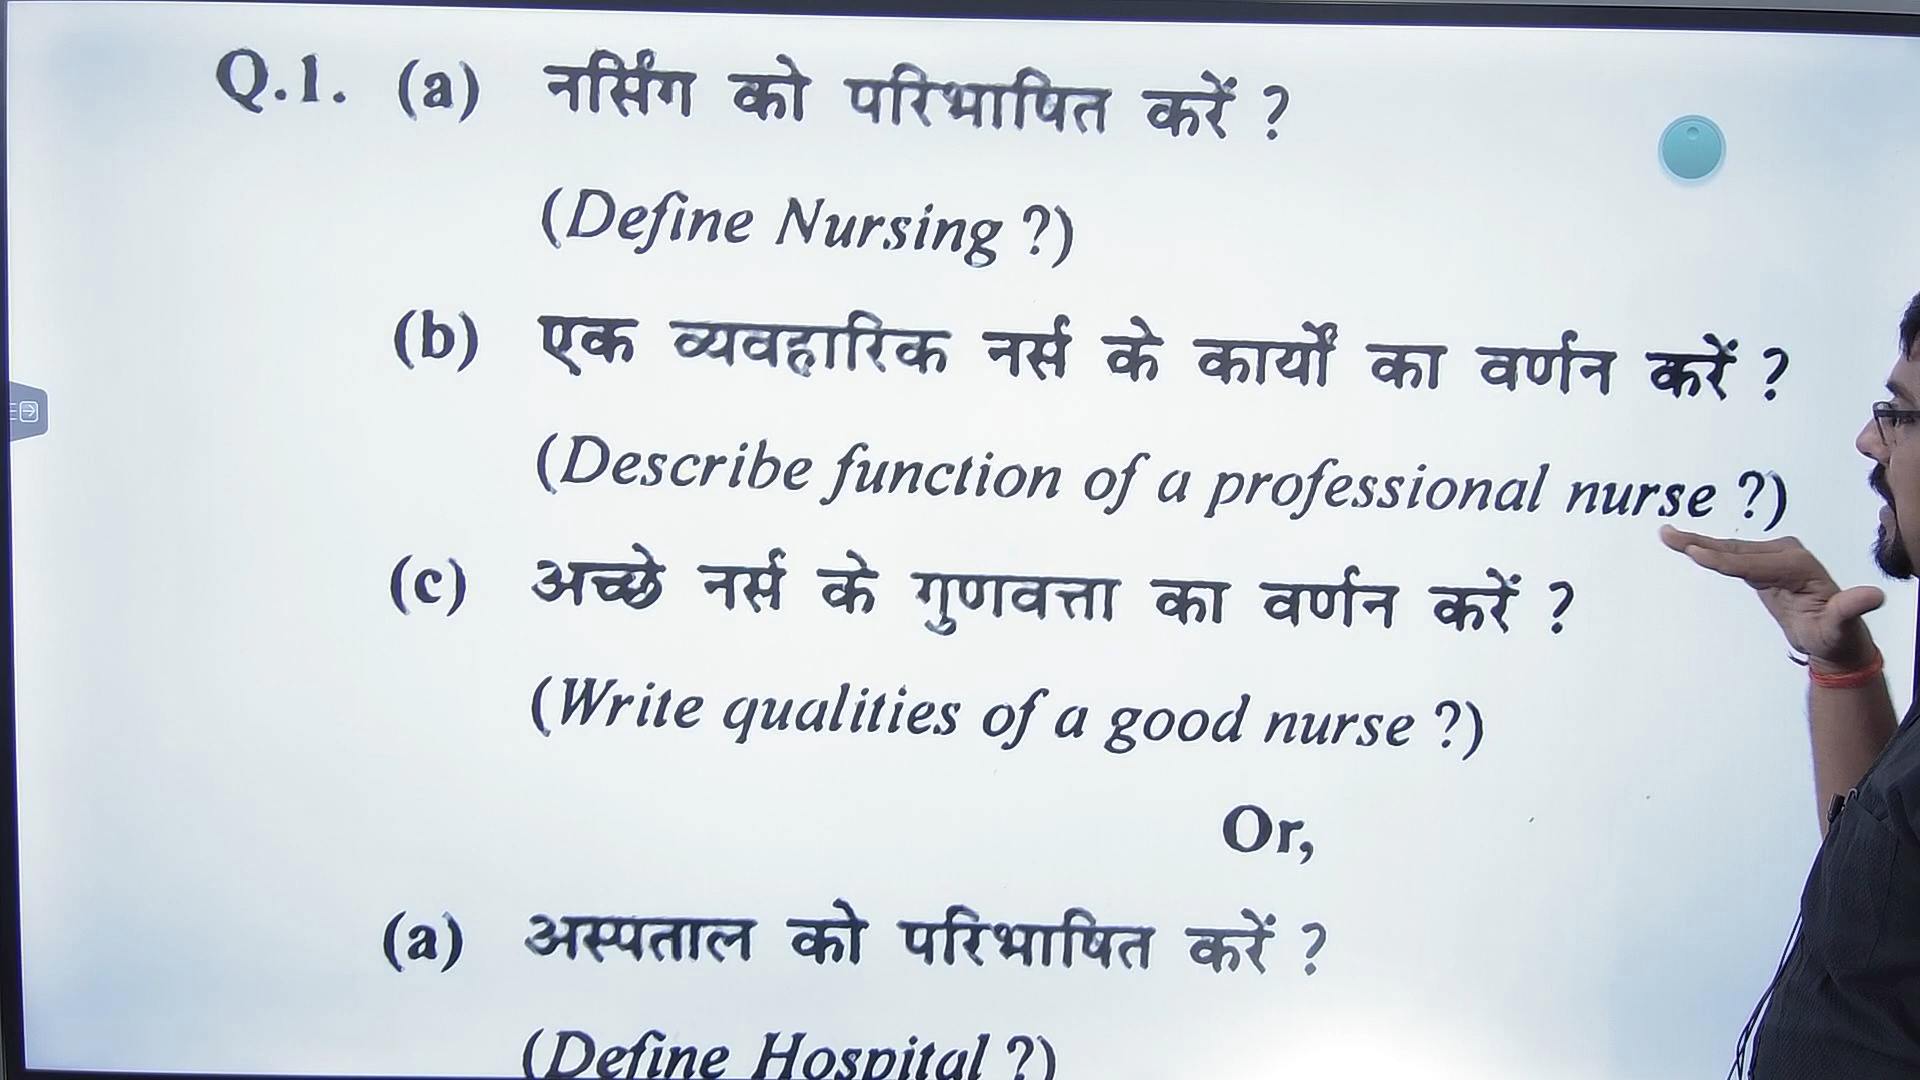 Q.1. (a) नर्सिंग को परिभाषित करें ?
(Define Nursing ?)
(b) एक व्यवहारिक नर्स के कार्यों का वर्णन करें ?
(Describe function of a professional nurse ?)
(c) अच्छे नर्स के गुणवत्ता का वर्णन करें ?
(Write qualities of a good nurse ?)
Or,
(a) अस्पताल को परिभाषित करें ?
(Define Hospital ?)